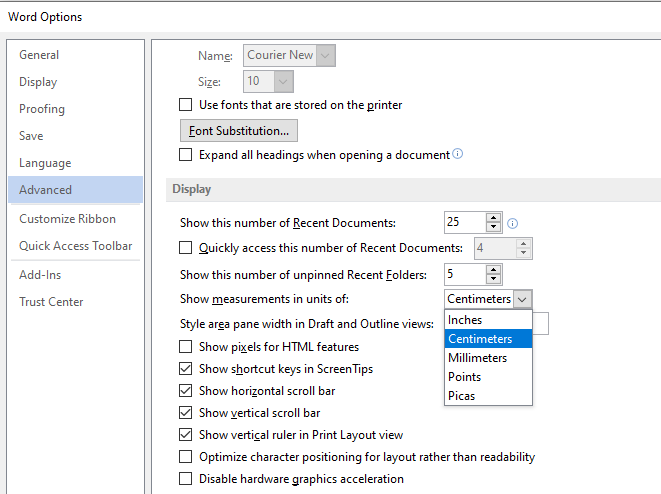 Word Options
General
Display
Proofing
Save
Language
Advanced
Customize Ribbon
Quick Access Toolbar
Add-Ins
Trust Center
Name: Courier New
Size: 10
Use fonts that are stored on the printer
Font Substitution...
Expand all headings when opening a document
Display
Show this number of Recent Documents: 25
Quickly access this number of Recent Documents: 4
Show this number of unpinned Recent Folders: 5
Show measurements in units of: Centimeters
Inches
Centimeters
Millimeters
Points
Picas
Style area pane width in Draft and Outline views:
Show pixels for HTML features
Show shortcut keys in ScreenTips
Show horizontal scroll bar
Show vertical scroll bar
Show vertical ruler in Print Layout view
Optimize character positioning for layout rather than readability
Disable hardware graphics acceleration